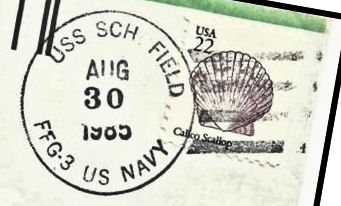 USS SCH. FIELD
AUG
30
1985
FFG-3 US NAVY
USA
22
Calico Scallop